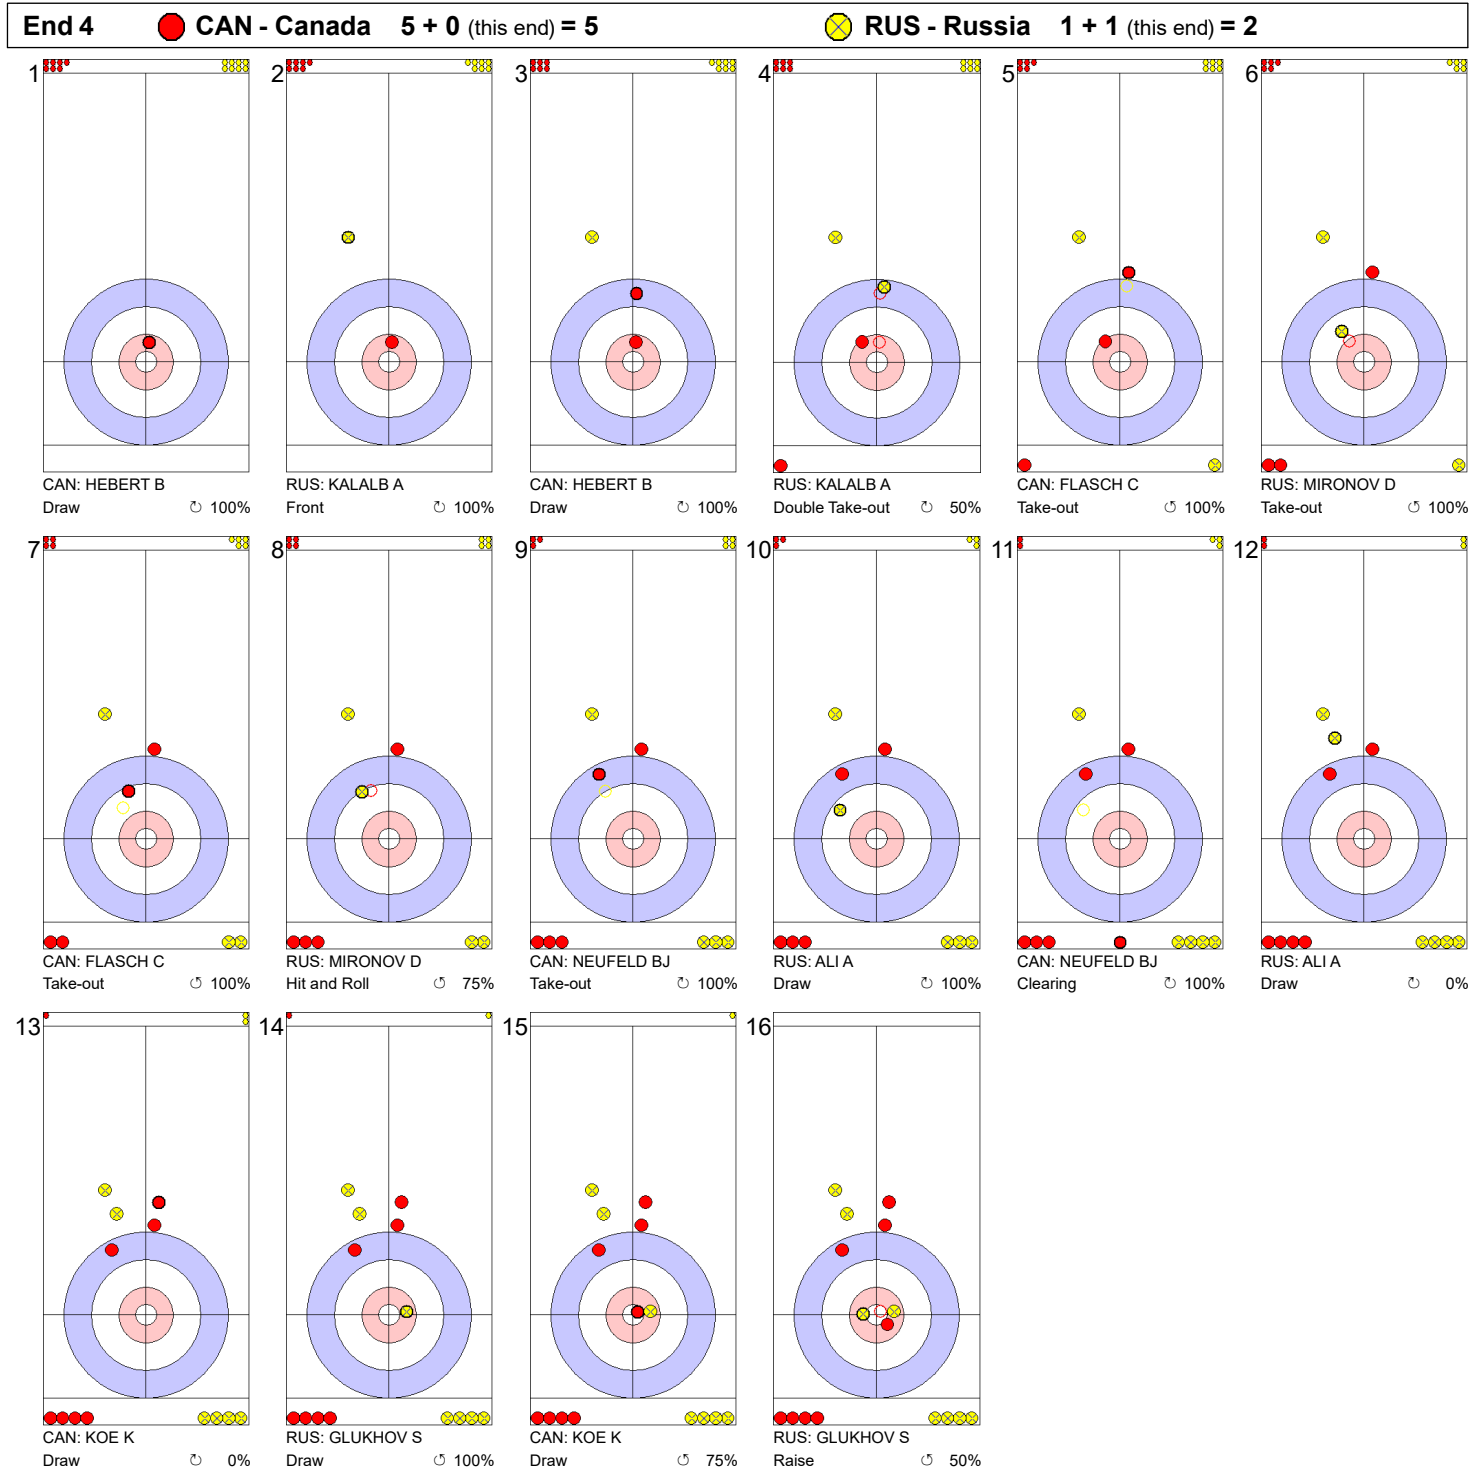 End 4 CAN - Canada 5 + 0 (this end) = 5 RUS - Russia 1 + 1 (this end) = 2
1 2 3 4 5 6
CAN: HEBERT B RUS: KALALB A CAN: HEBERT B RUS: KALALB A CAN: FLASCH C RUS: MIRONOV D
Draw ↻ 100% Front ↻ 100% Draw ↻ 100% Double Take-out ↻ 50% Take-out ↻ 100% Take-out ↻ 100%
7 8 9 10 11 12
CAN: FLASCH C RUS: MIRONOV D CAN: NEUFELD BJ RUS: ALI A CAN: NEUFELD BJ RUS: ALI A
Take-out ↺ 100% Hit and Roll ↺ 75% Take-out ↻ 100% Draw ↻ 100% Clearing ↻ 100% Draw ↻ 0%
13 14 15 16
CAN: KOE K RUS: GLUKHOV S CAN: KOE K RUS: GLUKHOV S
Draw ↻ 0% Draw ↺ 100% Draw ↺ 75% Raise ↺ 50%